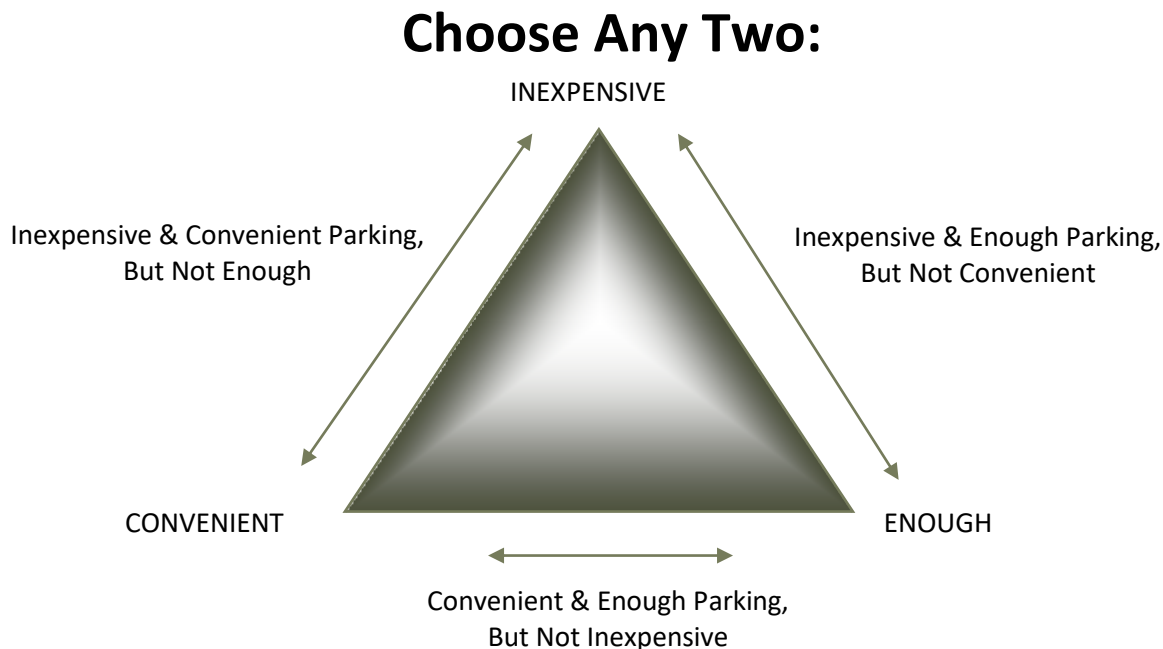 Choose Any Two:
INEXPENSIVE
Inexpensive & Convenient Parking,
But Not Enough
Inexpensive & Enough Parking,
But Not Convenient
CONVENIENT
ENOUGH
Convenient & Enough Parking,
But Not Inexpensive